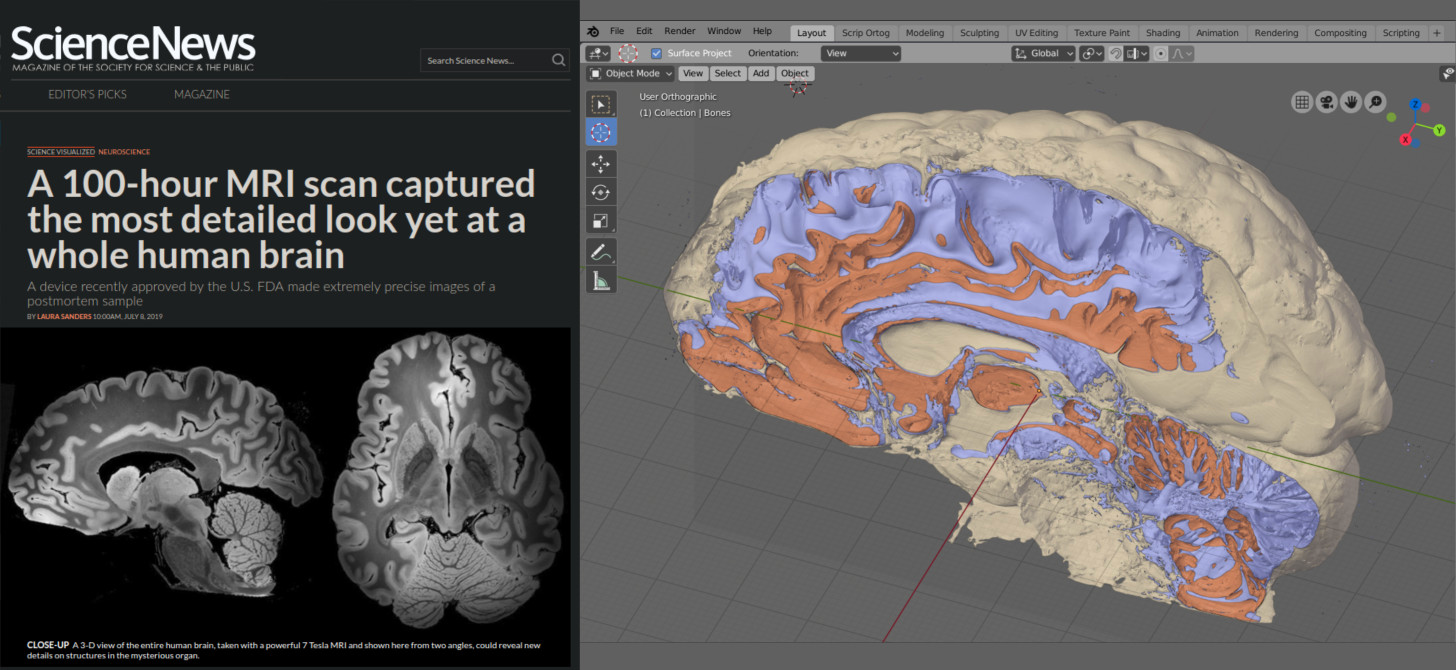 ScienceNews
MAGAZINE OF THE SOCIETY FOR SCIENCE & THE PUBLIC
Search Science News...
EDITOR'S PICKS MAGAZINE
SCIENCE VISUALIZED NEUROSCIENCE
A 100-hour MRI scan captured
the most detailed look yet at a
whole human brain
A device recently approved by the U.S. FDA made extremely precise images of a
postmortem sample
BY LAURA SANDERS 10:00AM, JULY 8, 2019
CLOSE-UP A 3-D view of the entire human brain, taken with a powerful 7 Tesla MRI and shown here from two angles, could reveal new
details on structures in the mysterious organ.
File Edit Render Window Help Layout Scrip Ortog Modeling Sculpting UV Editing Texture Paint Shading Animation Rendering Compositing Scripting +
Surface Project Orientation: View Global
Object Mode View Select Add Object
User Orthographic
(1) Collection | Bones
Z
Y
X